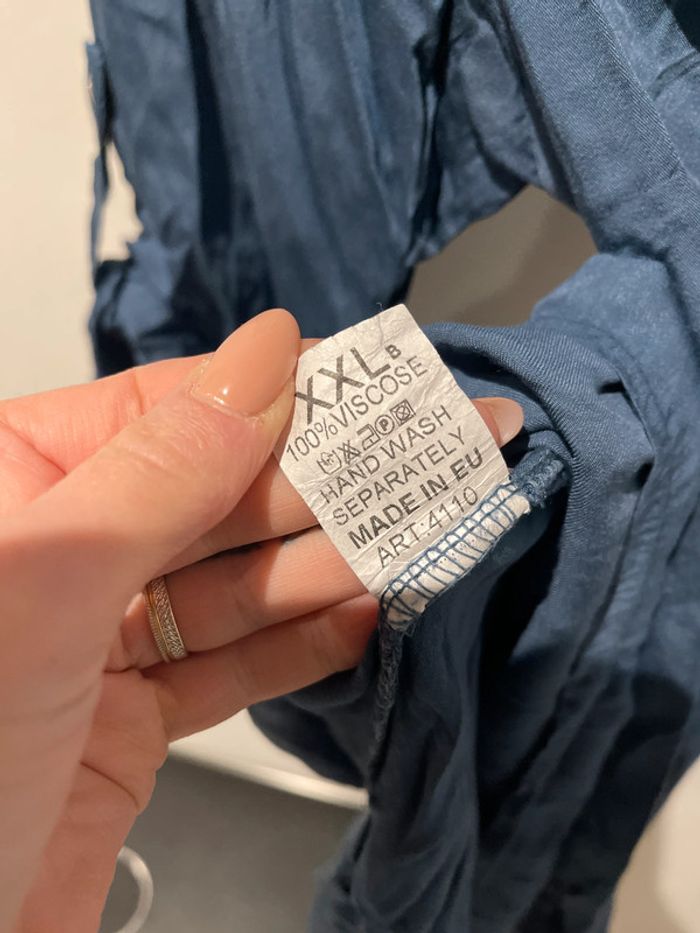 XXL B
100%VISCOSE
P
HAND WASH
SEPARATELY
MADE IN EU
ART:4110